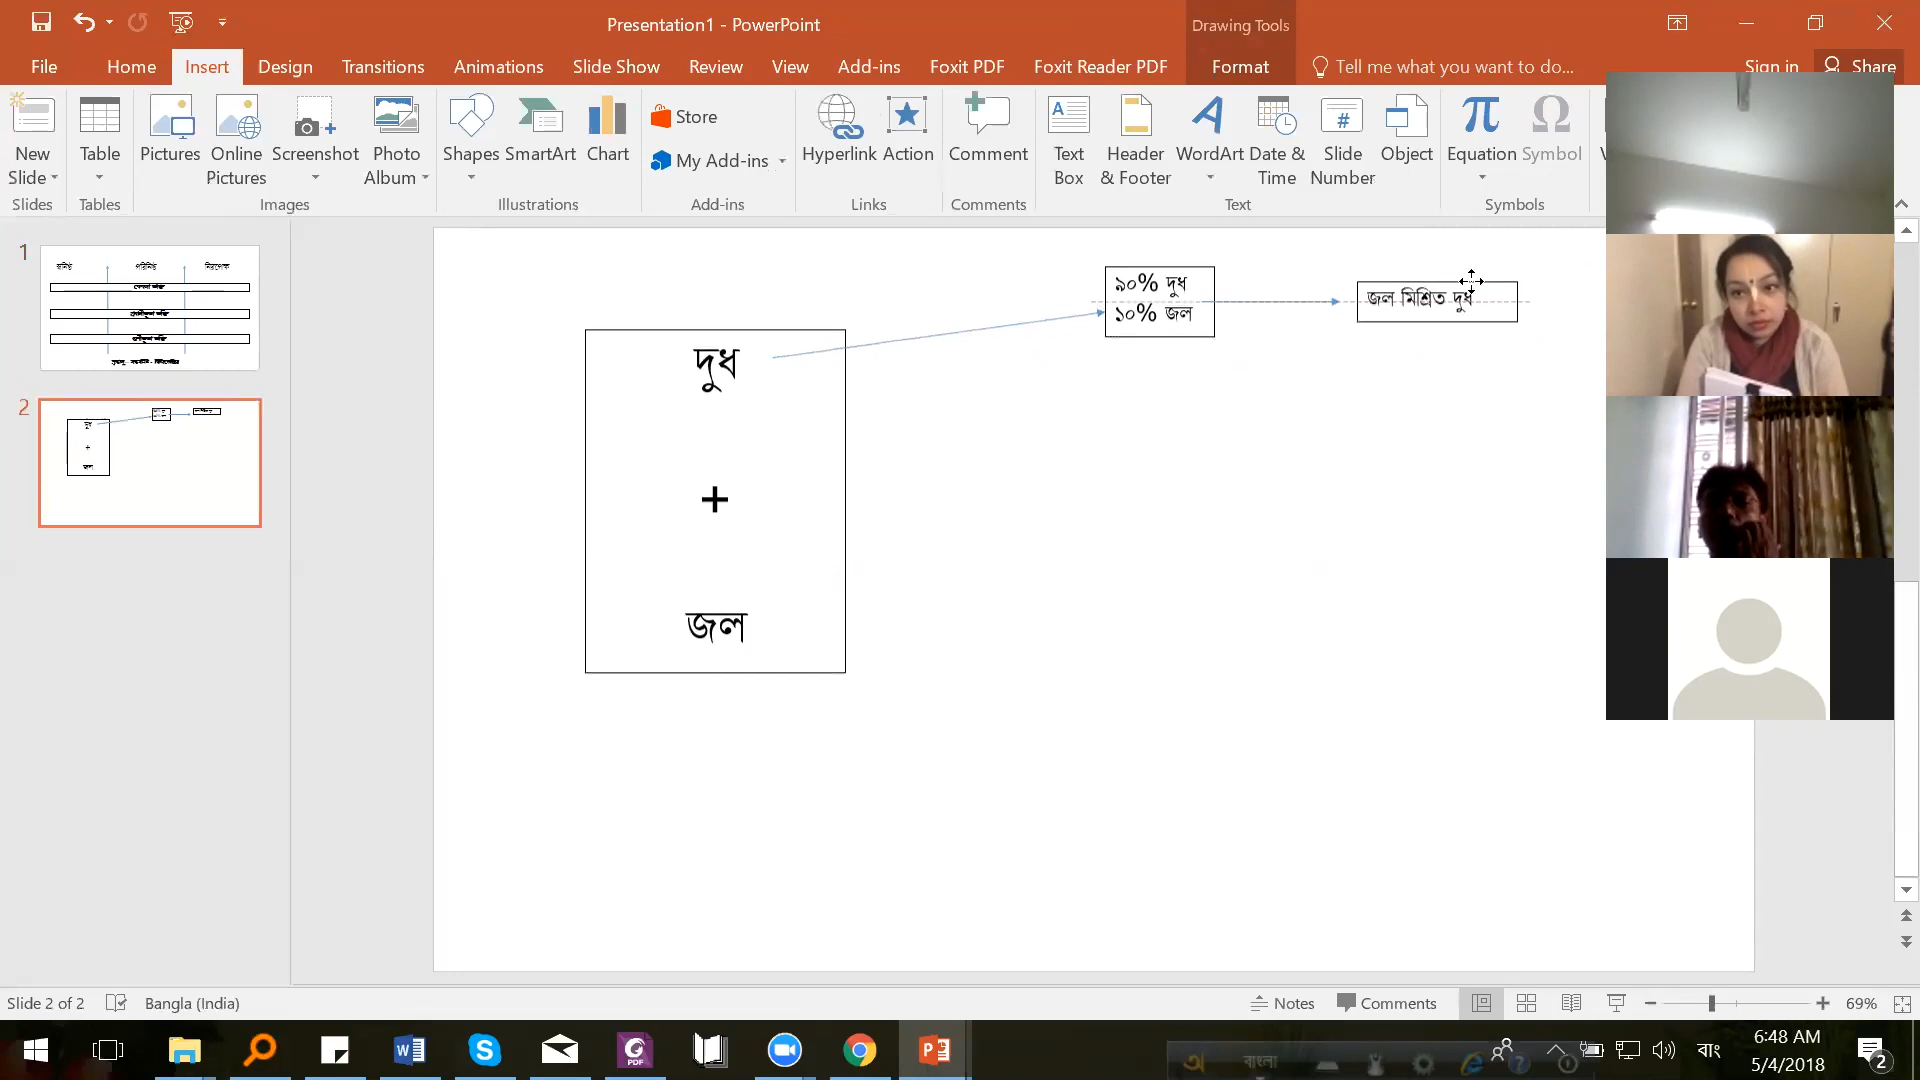 Presentation1 - PowerPoint
Drawing Tools
File
Home
Insert
Design
Transitions
Animations
Slide Show
Review
View
Add-ins
Foxit PDF
Foxit Reader PDF
Format
Tell me what you want to do...
Sign in
Share
New Slide
Table
Pictures
Online Pictures
Screenshot
Photo Album
Shapes
SmartArt
Chart
Store
My Add-ins
Hyperlink
Action
Comment
Text Box
Header & Footer
WordArt
Date & Time
Slide Number
Object
Equation
Symbol
Slides
Tables
Images
Illustrations
Add-ins
Links
Comments
Text
Symbols
1
2
দুধ
+
জল
৯০% দুধ
১০% জল
জল মিশ্রিত দুধ
দুধ
+
জল
Slide 2 of 2
Bangla (India)
Notes
Comments
69%
বাংলা
বাং
6:48 AM
5/4/2018
2